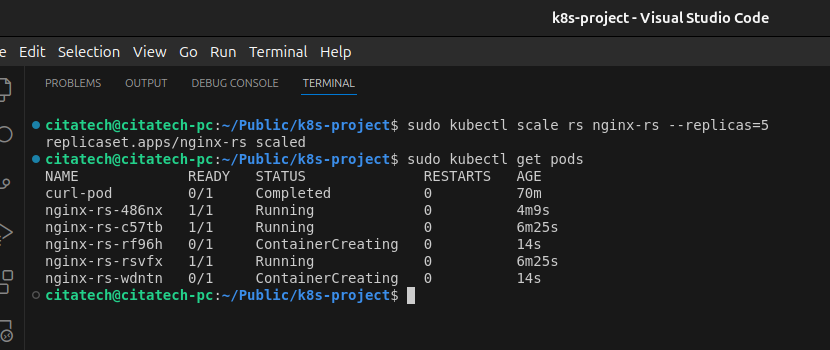 k8s-project - Visual Studio Code
Edit Selection View Go Run Terminal Help
PROBLEMS OUTPUT DEBUG CONSOLE TERMINAL
citatech@citatech-pc:~/Public/k8s-project$ sudo kubectl scale rs nginx-rs --replicas=5
replicaset.apps/nginx-rs scaled
citatech@citatech-pc:~/Public/k8s-project$ sudo kubectl get pods
NAME READY STATUS RESTARTS AGE
curl-pod 0/1 Completed 0 70m
nginx-rs-486nx 1/1 Running 0 4m9s
nginx-rs-c57tb 1/1 Running 0 6m25s
nginx-rs-rf96h 0/1 ContainerCreating 0 14s
nginx-rs-rsvfx 1/1 Running 0 6m25s
nginx-rs-wdntn 0/1 ContainerCreating 0 14s
citatech@citatech-pc:~/Public/k8s-project$